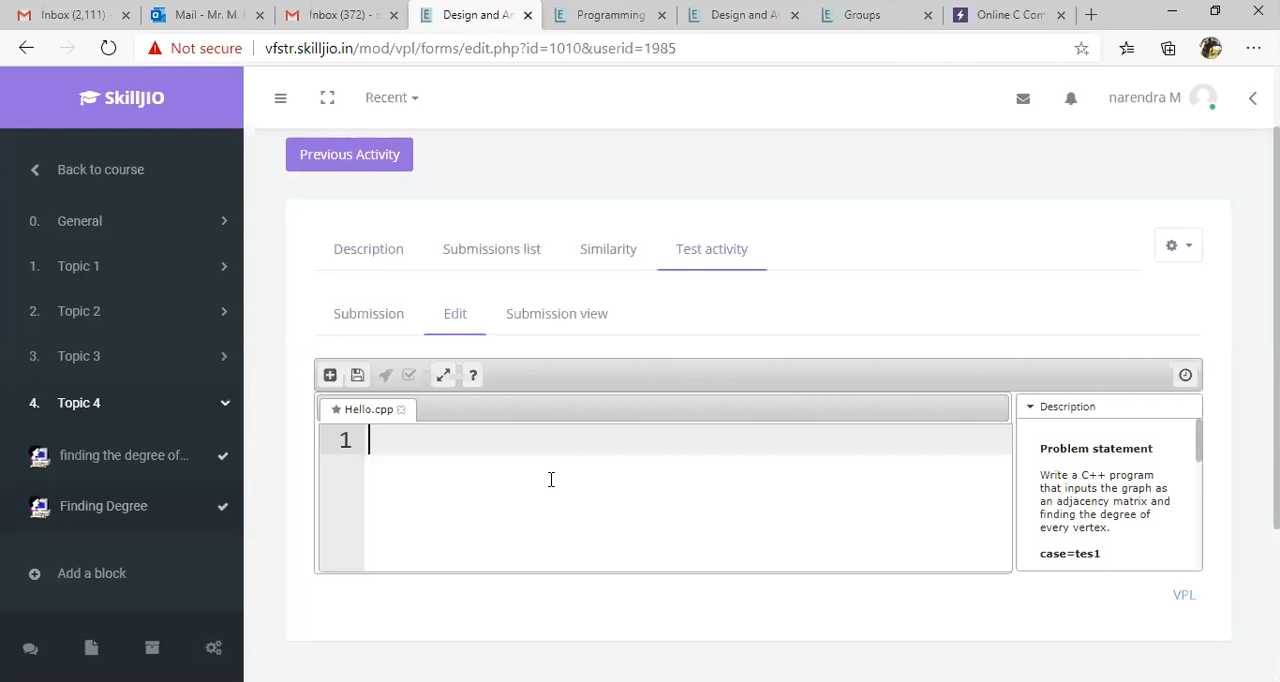 Inbox (2,111)
Mail - Mr. M.
Inbox (372) -
Design and A
Programming
Design and A
Groups
Online C Con
Not secure
vfstr.skilljio.in/mod/vpl/forms/edit.php?id=1010&userid=1985
SkillJIO
Recent
narendra M
Back to course
0. General
1. Topic 1
2. Topic 2
3. Topic 3
4. Topic 4
finding the degree of...
Finding Degree
Add a block
Previous Activity
Description
Submissions list
Similarity
Test activity
Submission
Edit
Submission view
?
Hello.cpp
1
Description
Problem statement
Write a C++ program
that inputs the graph as
an adjacency matrix and
finding the degree of
every vertex.
case=tes1
VPL